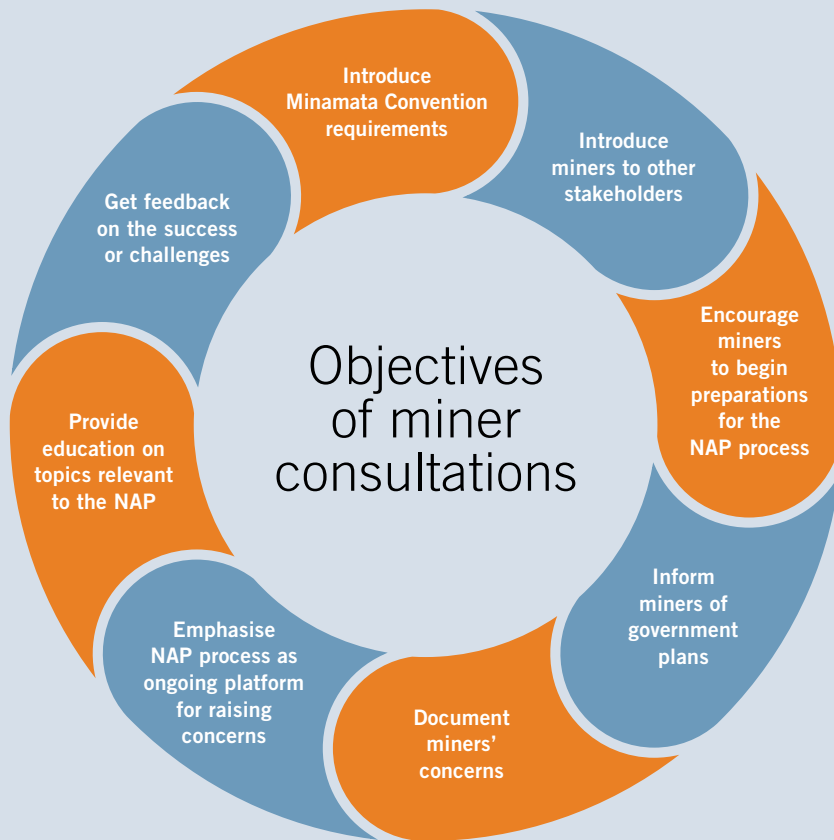 Objectives
of miner
consultations
Introduce
Minamata Convention
requirements
Introduce
miners to other
stakeholders
Encourage
miners
to begin
preparations
for the
NAP process
Inform
miners of
government
plans
Document
miners’
concerns
Emphasise
NAP process as
ongoing platform
for raising
concerns
Provide
education on
topics relevant
to the NAP
Get feedback
on the success
or challenges